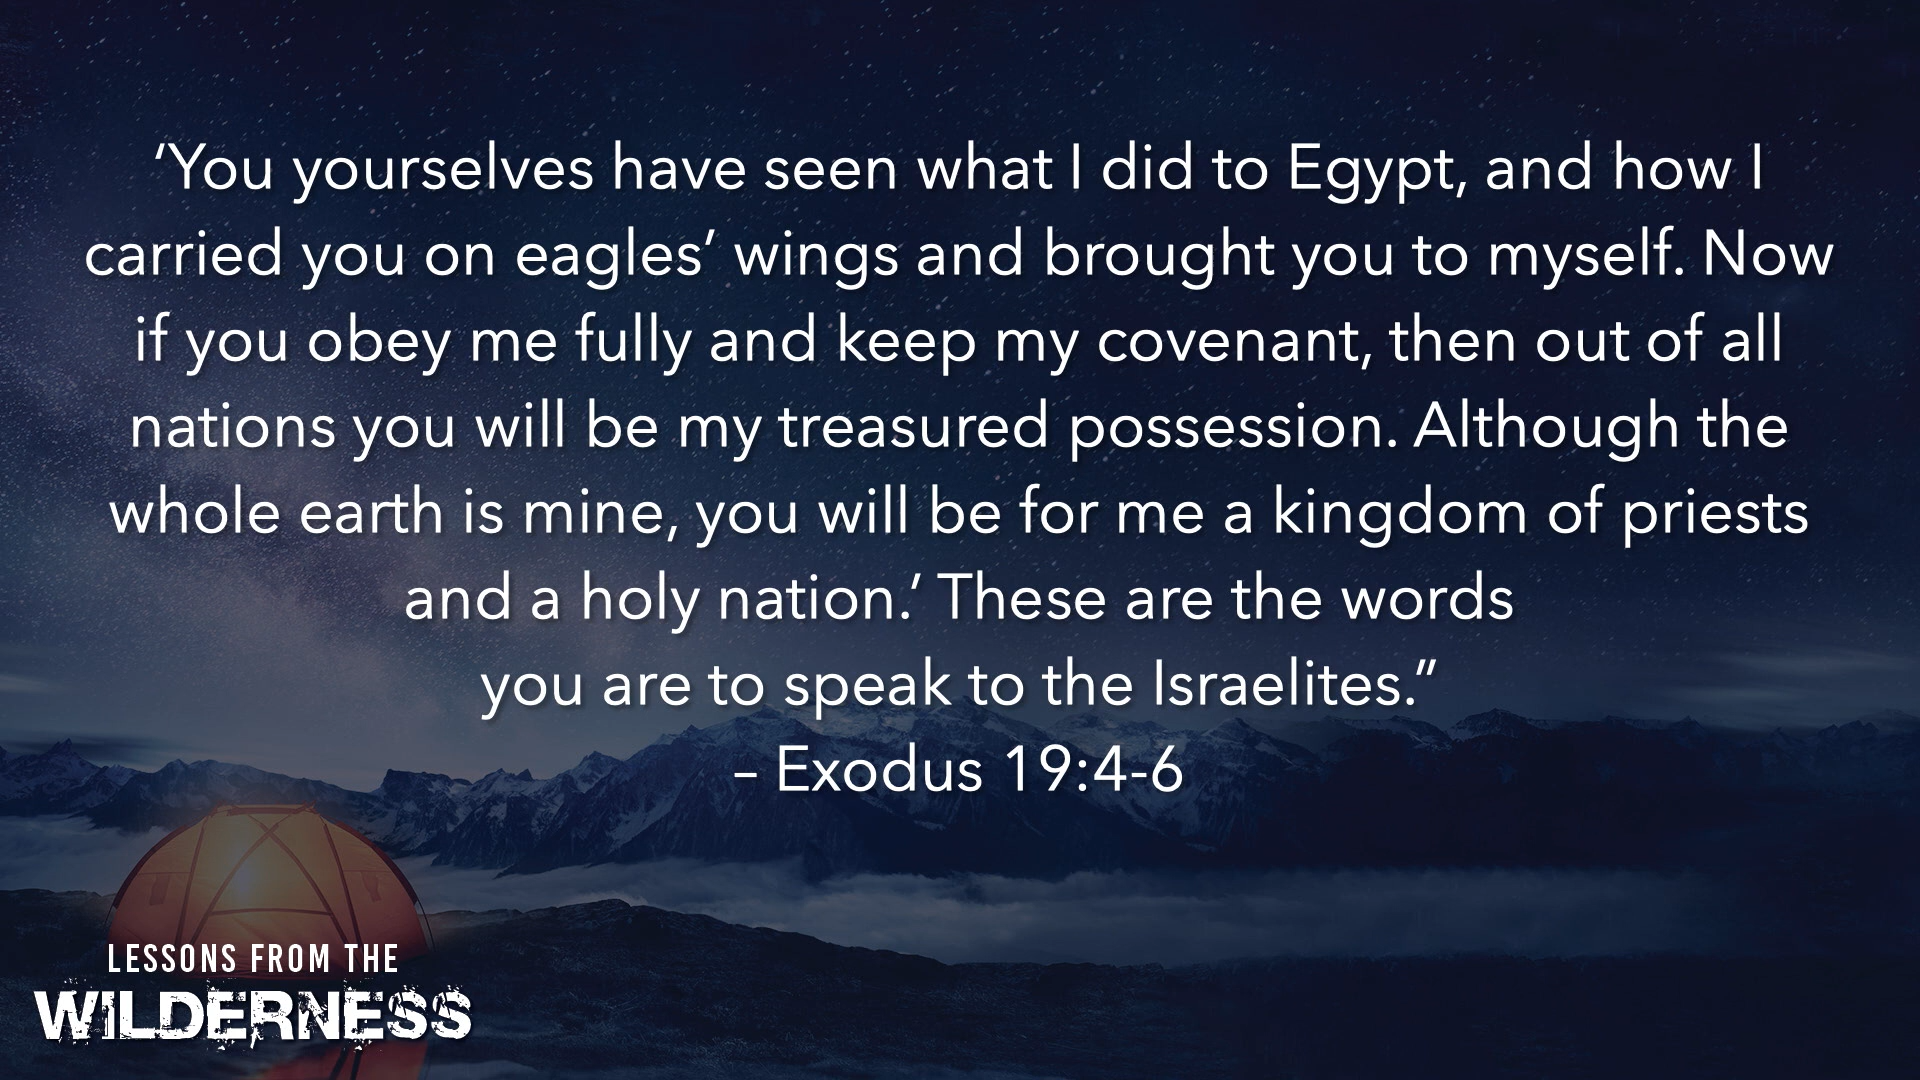 ‘You yourselves have seen what I did to Egypt, and how I
carried you on eagles’ wings and brought you to myself. Now
if you obey me fully and keep my covenant, then out of all
nations you will be my treasured possession. Although the
whole earth is mine, you will be for me a kingdom of priests
and a holy nation.’ These are the words
you are to speak to the Israelites.”
– Exodus 19:4-6
LESSONS FROM THE
WILDERNESS